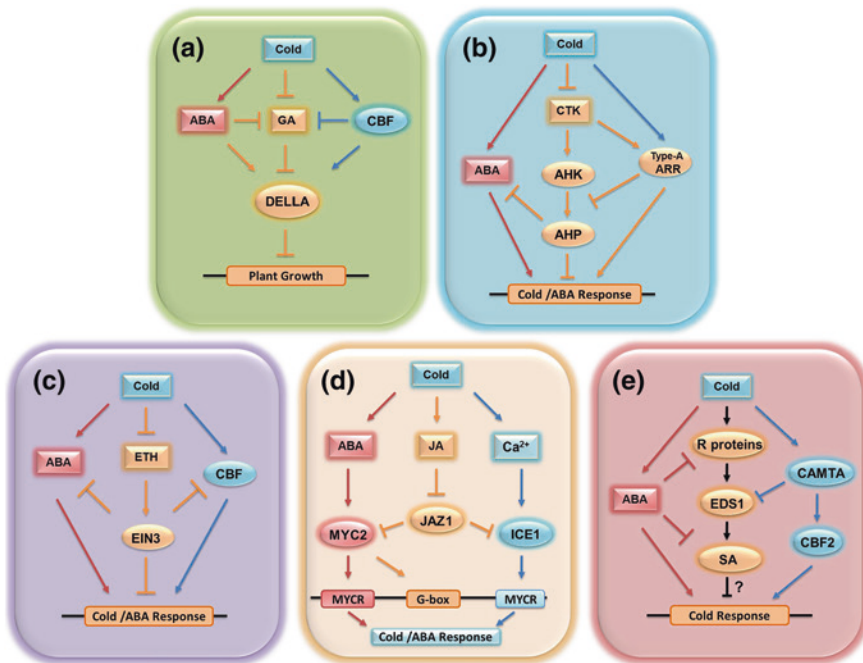 (a)
Cold
ABA
GA
CBF
DELLA
Plant Growth
(b)
Cold
CTK
ABA
AHK
Type-A
ARR
AHP
Cold /ABA Response
(c)
Cold
ABA
ETH
CBF
EIN3
Cold /ABA Response
(d)
Cold
ABA
JA
Ca²⁺
MYC2
JAZ1
ICE1
MYCR
G-box
MYCR
Cold /ABA Response
(e)
Cold
R proteins
CAMTA
ABA
EDS1
CBF2
SA
?
Cold Response